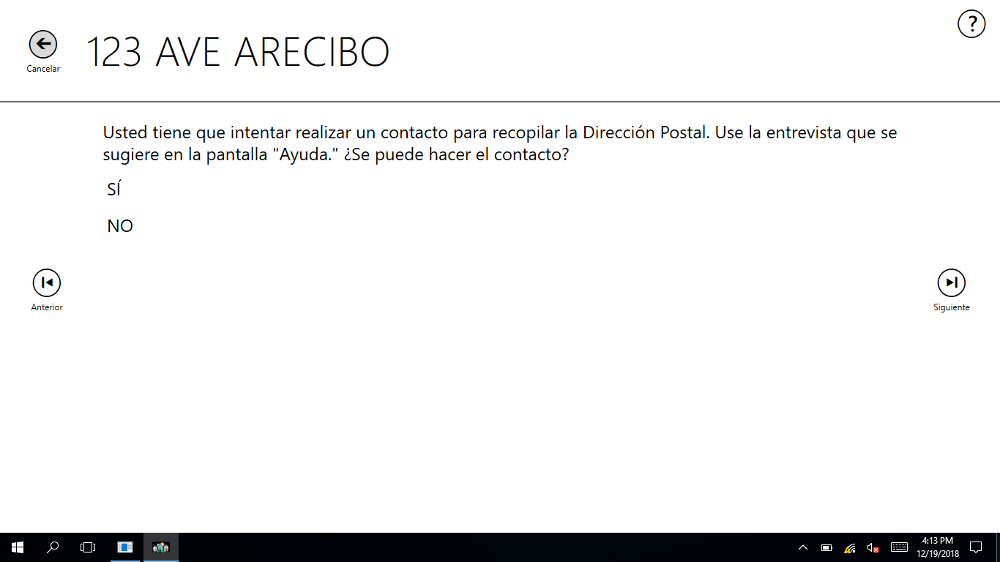 ?
Cancelar
123 AVE ARECIBO
Usted tiene que intentar realizar un contacto para recopilar la Dirección Postal. Use la entrevista que se
sugiere en la pantalla "Ayuda." ¿Se puede hacer el contacto?
SÍ
NO
Anterior
Siguiente
4:13 PM
12/19/2018